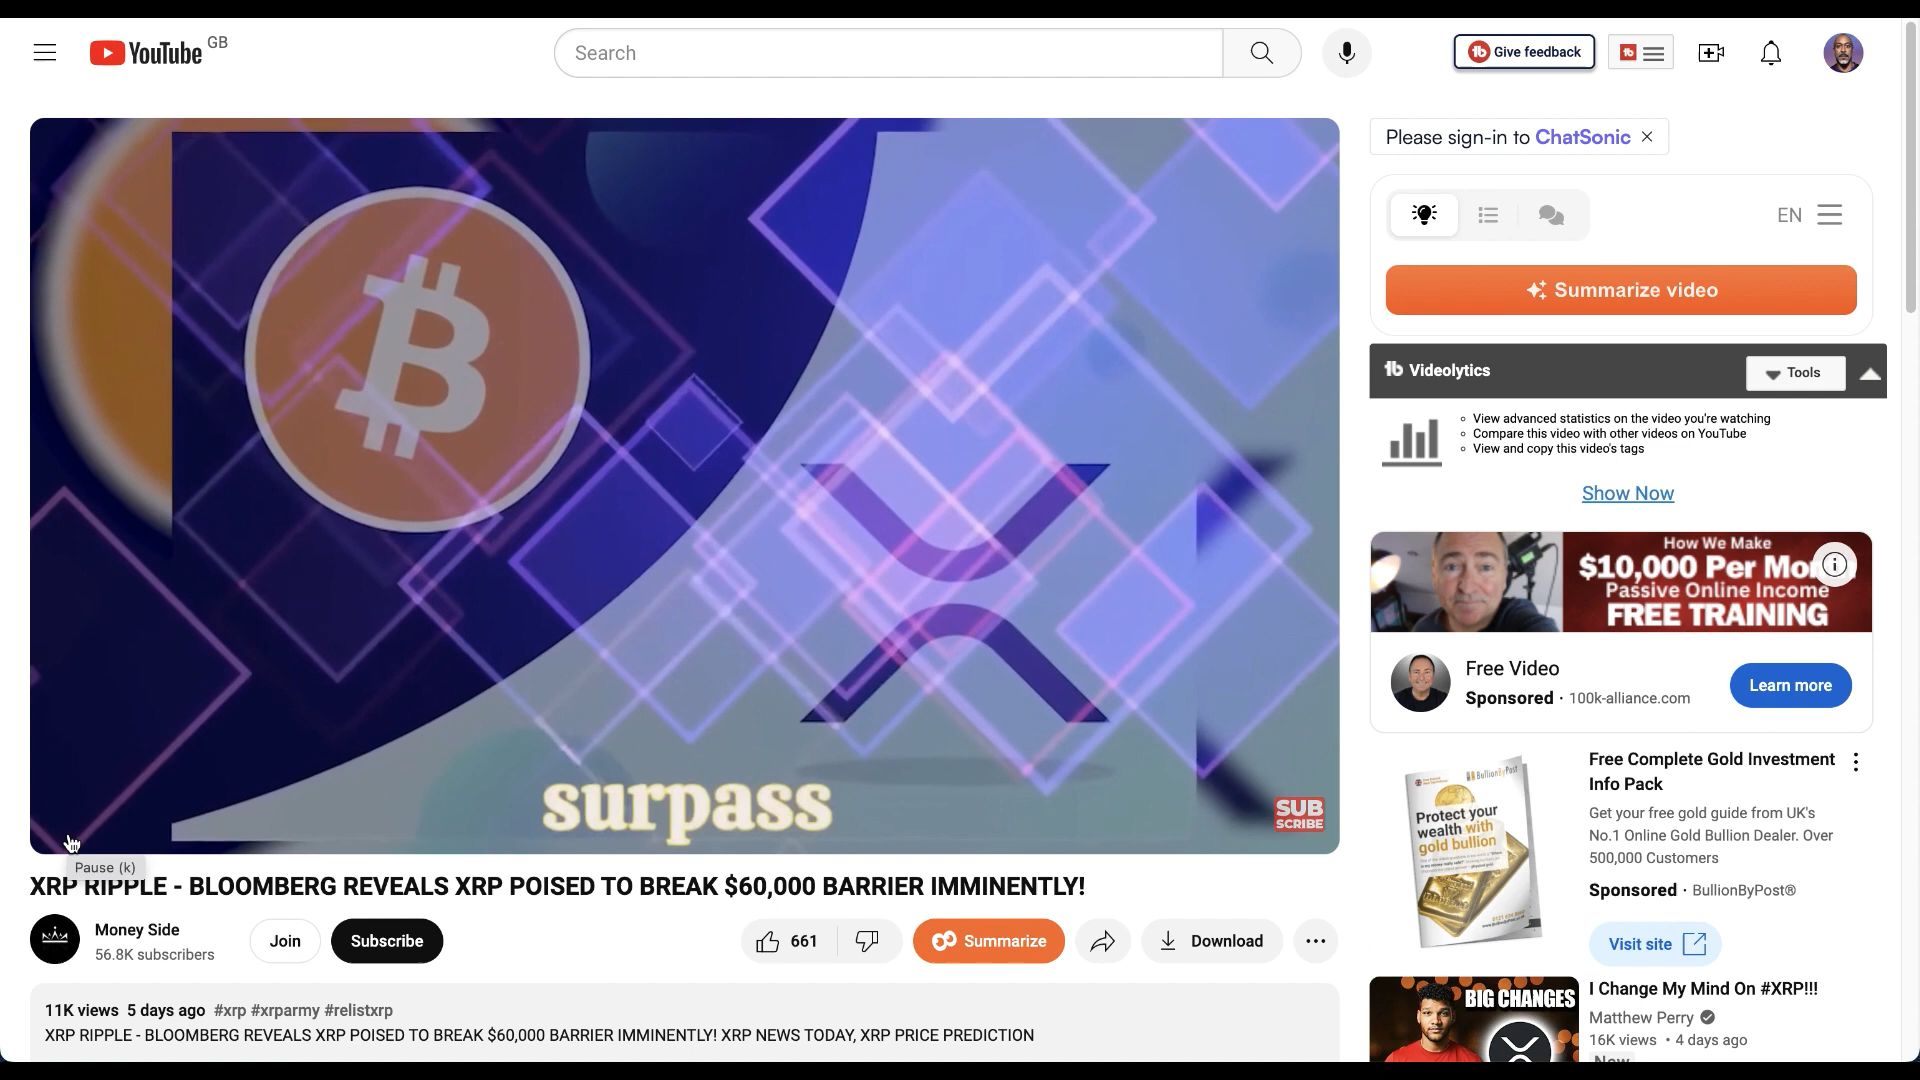 YouTube GB
Search
Give feedback
Please sign-in to ChatSonic
EN
Summarize video
Videolytics
Tools
View advanced statistics on the video you're watching
Compare this video with other videos on YouTube
View and copy this video's tags
Show Now
How We Make
$10,000 Per Mon
Passive Online Income
FREE TRAINING
Free Video
Sponsored · 100k-alliance.com
Learn more
surpass
SUB
SCRIBE
Pause (k)
XRP RIPPLE - BLOOMBERG REVEALS XRP POISED TO BREAK $60,000 BARRIER IMMINENTLY!
Money Side
56.8K subscribers
Join
Subscribe
661
Summarize
Download
11K views 5 days ago #xrp #xrparmy #relistxrp
XRP RIPPLE - BLOOMBERG REVEALS XRP POISED TO BREAK $60,000 BARRIER IMMINENTLY! XRP NEWS TODAY, XRP PRICE PREDICTION
BullionByPost
Protect your
wealth with
gold bullion
Free Complete Gold Investment
Info Pack
Get your free gold guide from UK's
No.1 Online Gold Bullion Dealer. Over
500,000 Customers
Sponsored · BullionByPost®
Visit site
BIG CHANGES
I Change My Mind On #XRP!!!
Matthew Perry
16K views • 4 days ago
New